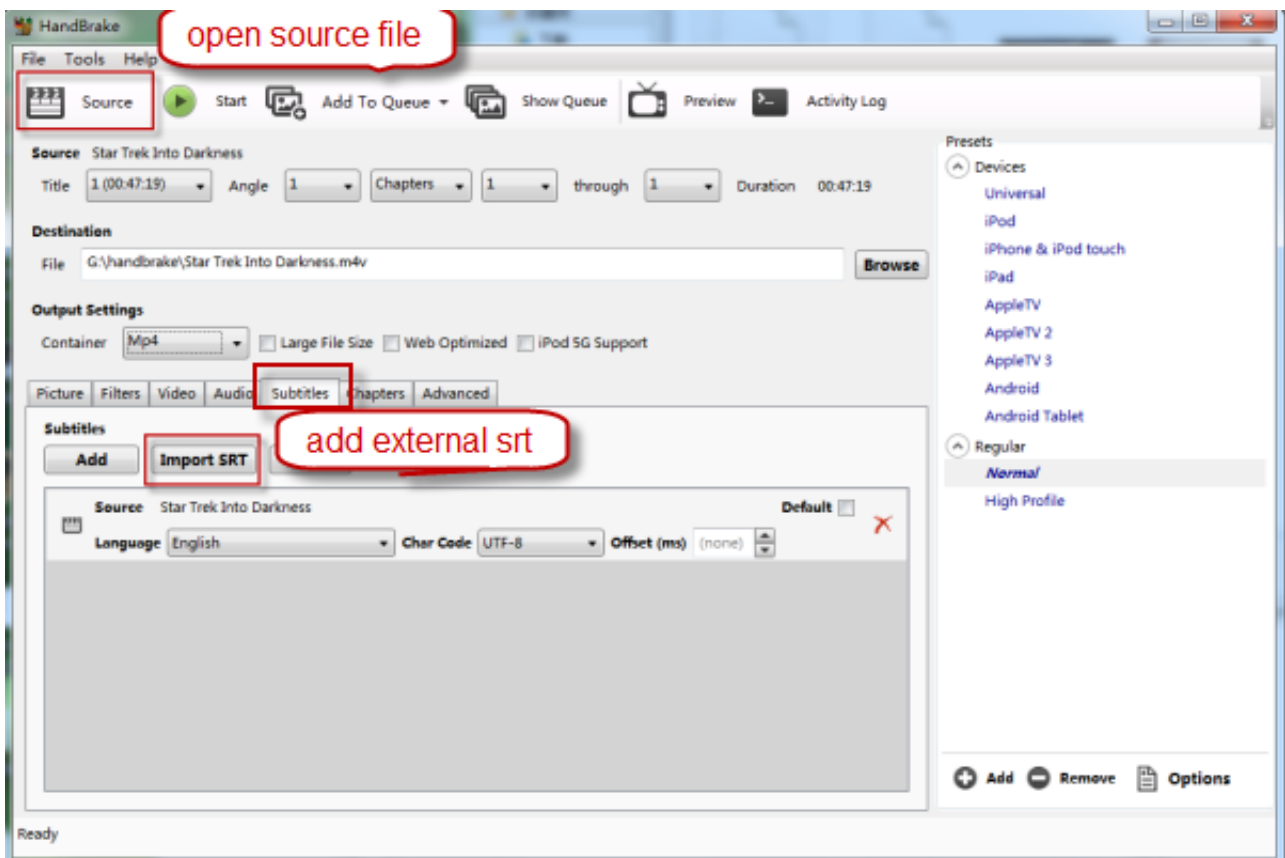 HandBrake
open source file
File Tools Help
Source Start Add To Queue Show Queue Preview Activity Log
Source Star Trek Into Darkness
Title 1 (00:47:19) Angle 1 Chapters 1 through 1 Duration 00:47:19
Destination
File G:\handbrake\Star Trek Into Darkness.m4v Browse
Output Settings
Container Mp4 Large File Size Web Optimized iPod 5G Support
Picture Filters Video Audio Subtitles Chapters Advanced
Subtitles
add external srt
Add Import SRT
Source Star Trek Into Darkness Default
Language English Char Code UTF-8 Offset (ms) (none)
Presets
Devices
Universal
iPod
iPhone & iPod touch
iPad
AppleTV
AppleTV 2
AppleTV 3
Android
Android Tablet
Regular
Normal
High Profile
Add Remove Options
Ready